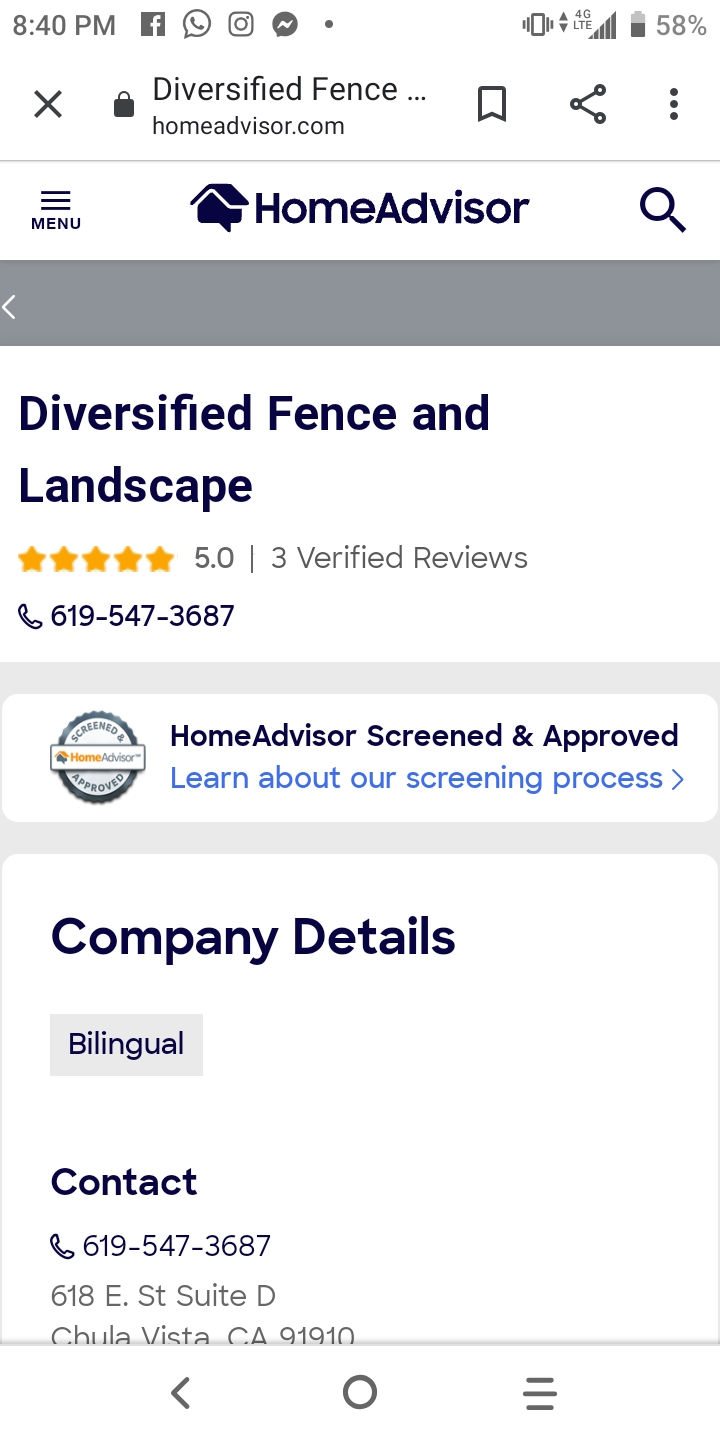 8:40 PM
4G
LTE
58%
Diversified Fence ...
homeadvisor.com
MENU
HomeAdvisor
Diversified Fence and
Landscape
5.0 | 3 Verified Reviews
619-547-3687
SCREENED &
HomeAdvisor
APPROVED
HomeAdvisor Screened & Approved
Learn about our screening process
Company Details
Bilingual
Contact
619-547-3687
618 E. St Suite D
Chula Vista, CA 91910